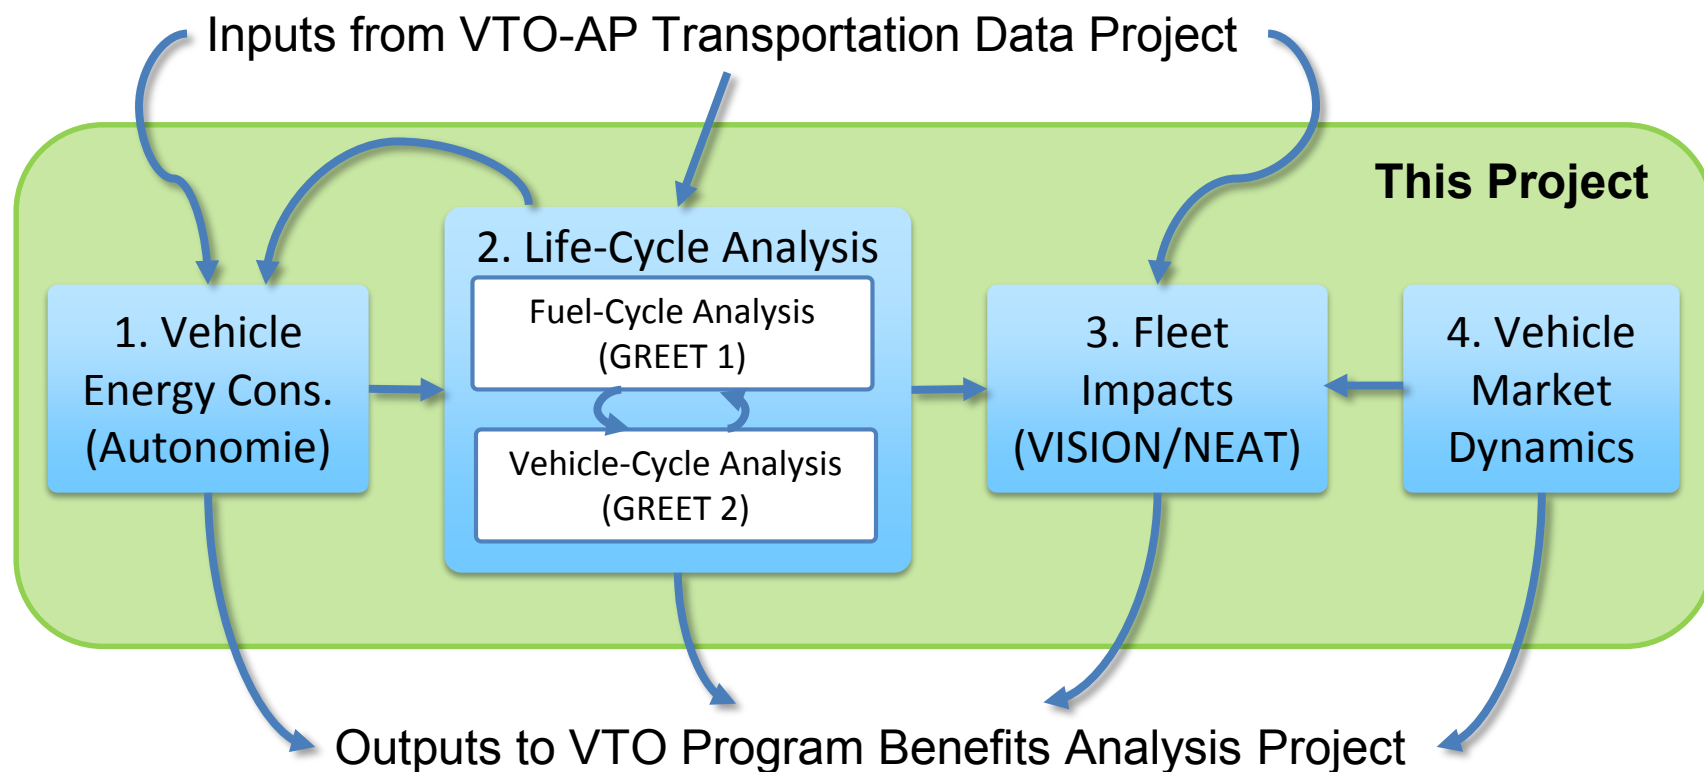 Inputs from VTO-AP Transportation Data Project
This Project
1. Vehicle
Energy Cons.
(Autonomie)
2. Life-Cycle Analysis
Fuel-Cycle Analysis
(GREET 1)
Vehicle-Cycle Analysis
(GREET 2)
3. Fleet
Impacts
(VISION/NEAT)
4. Vehicle
Market
Dynamics
Outputs to VTO Program Benefits Analysis Project